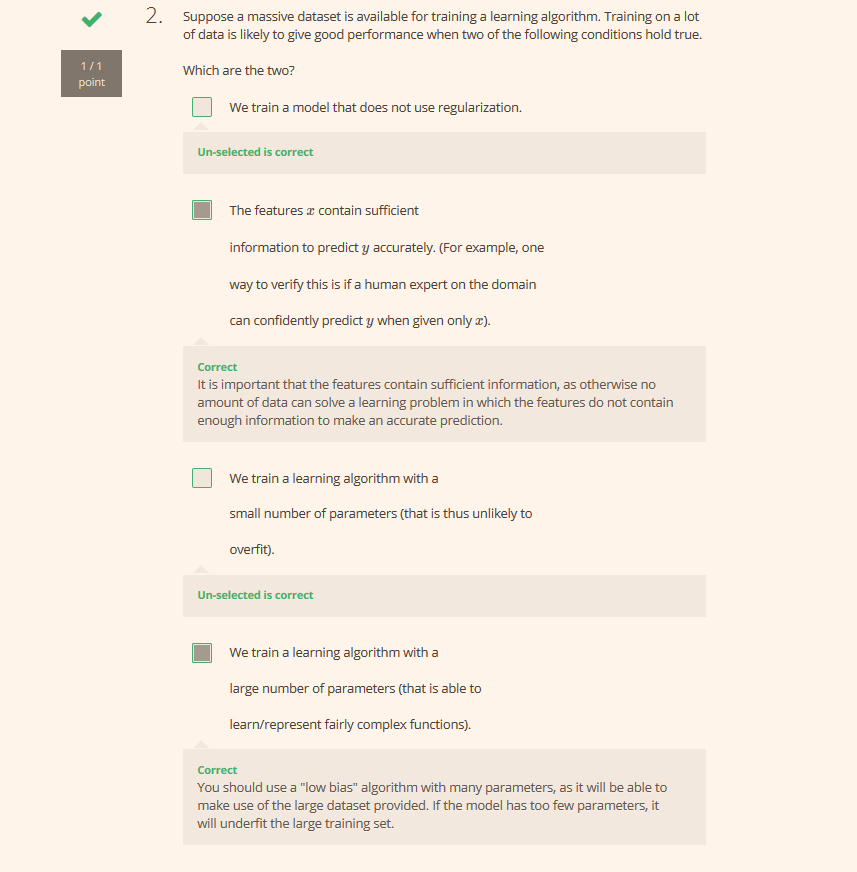 2.
Suppose a massive dataset is available for training a learning algorithm. Training on a lot
of data is likely to give good performance when two of the following conditions hold true.
1 / 1
point
Which are the two?
We train a model that does not use regularization.
Un-selected is correct
The features x contain sufficient
information to predict y accurately. (For example, one
way to verify this is if a human expert on the domain
can confidently predict y when given only x).
Correct
It is important that the features contain sufficient information, as otherwise no
amount of data can solve a learning problem in which the features do not contain
enough information to make an accurate prediction.
We train a learning algorithm with a
small number of parameters (that is thus unlikely to
overfit).
Un-selected is correct
We train a learning algorithm with a
large number of parameters (that is able to
learn/represent fairly complex functions).
Correct
You should use a "low bias" algorithm with many parameters, as it will be able to
make use of the large dataset provided. If the model has too few parameters, it
will underfit the large training set.